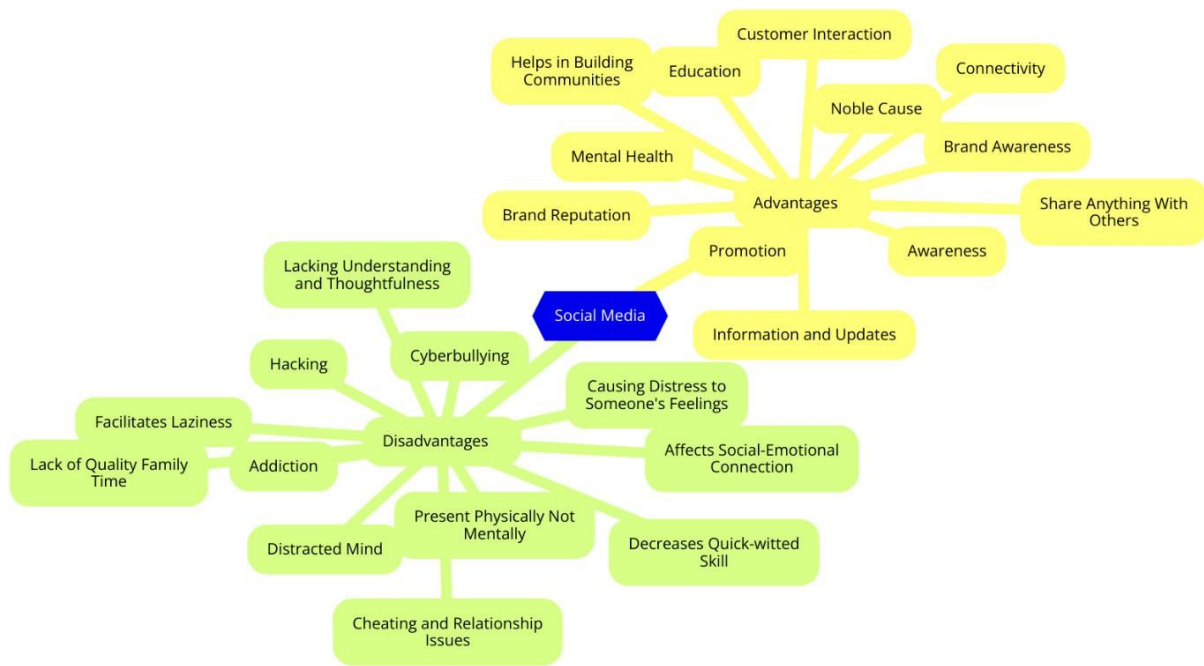 Customer Interaction
Helps in Building
Communities
Education
Connectivity
Noble Cause
Mental Health
Brand Awareness
Advantages
Brand Reputation
Share Anything With
Others
Promotion
Awareness
Lacking Understanding
and Thoughtfulness
Social Media
Information and Updates
Cyberbullying
Hacking
Causing Distress to
Someone's Feelings
Facilitates Laziness
Disadvantages
Affects Social-Emotional
Connection
Lack of Quality Family
Time
Addiction
Present Physically Not
Mentally
Distracted Mind
Decreases Quick-witted
Skill
Cheating and Relationship
Issues